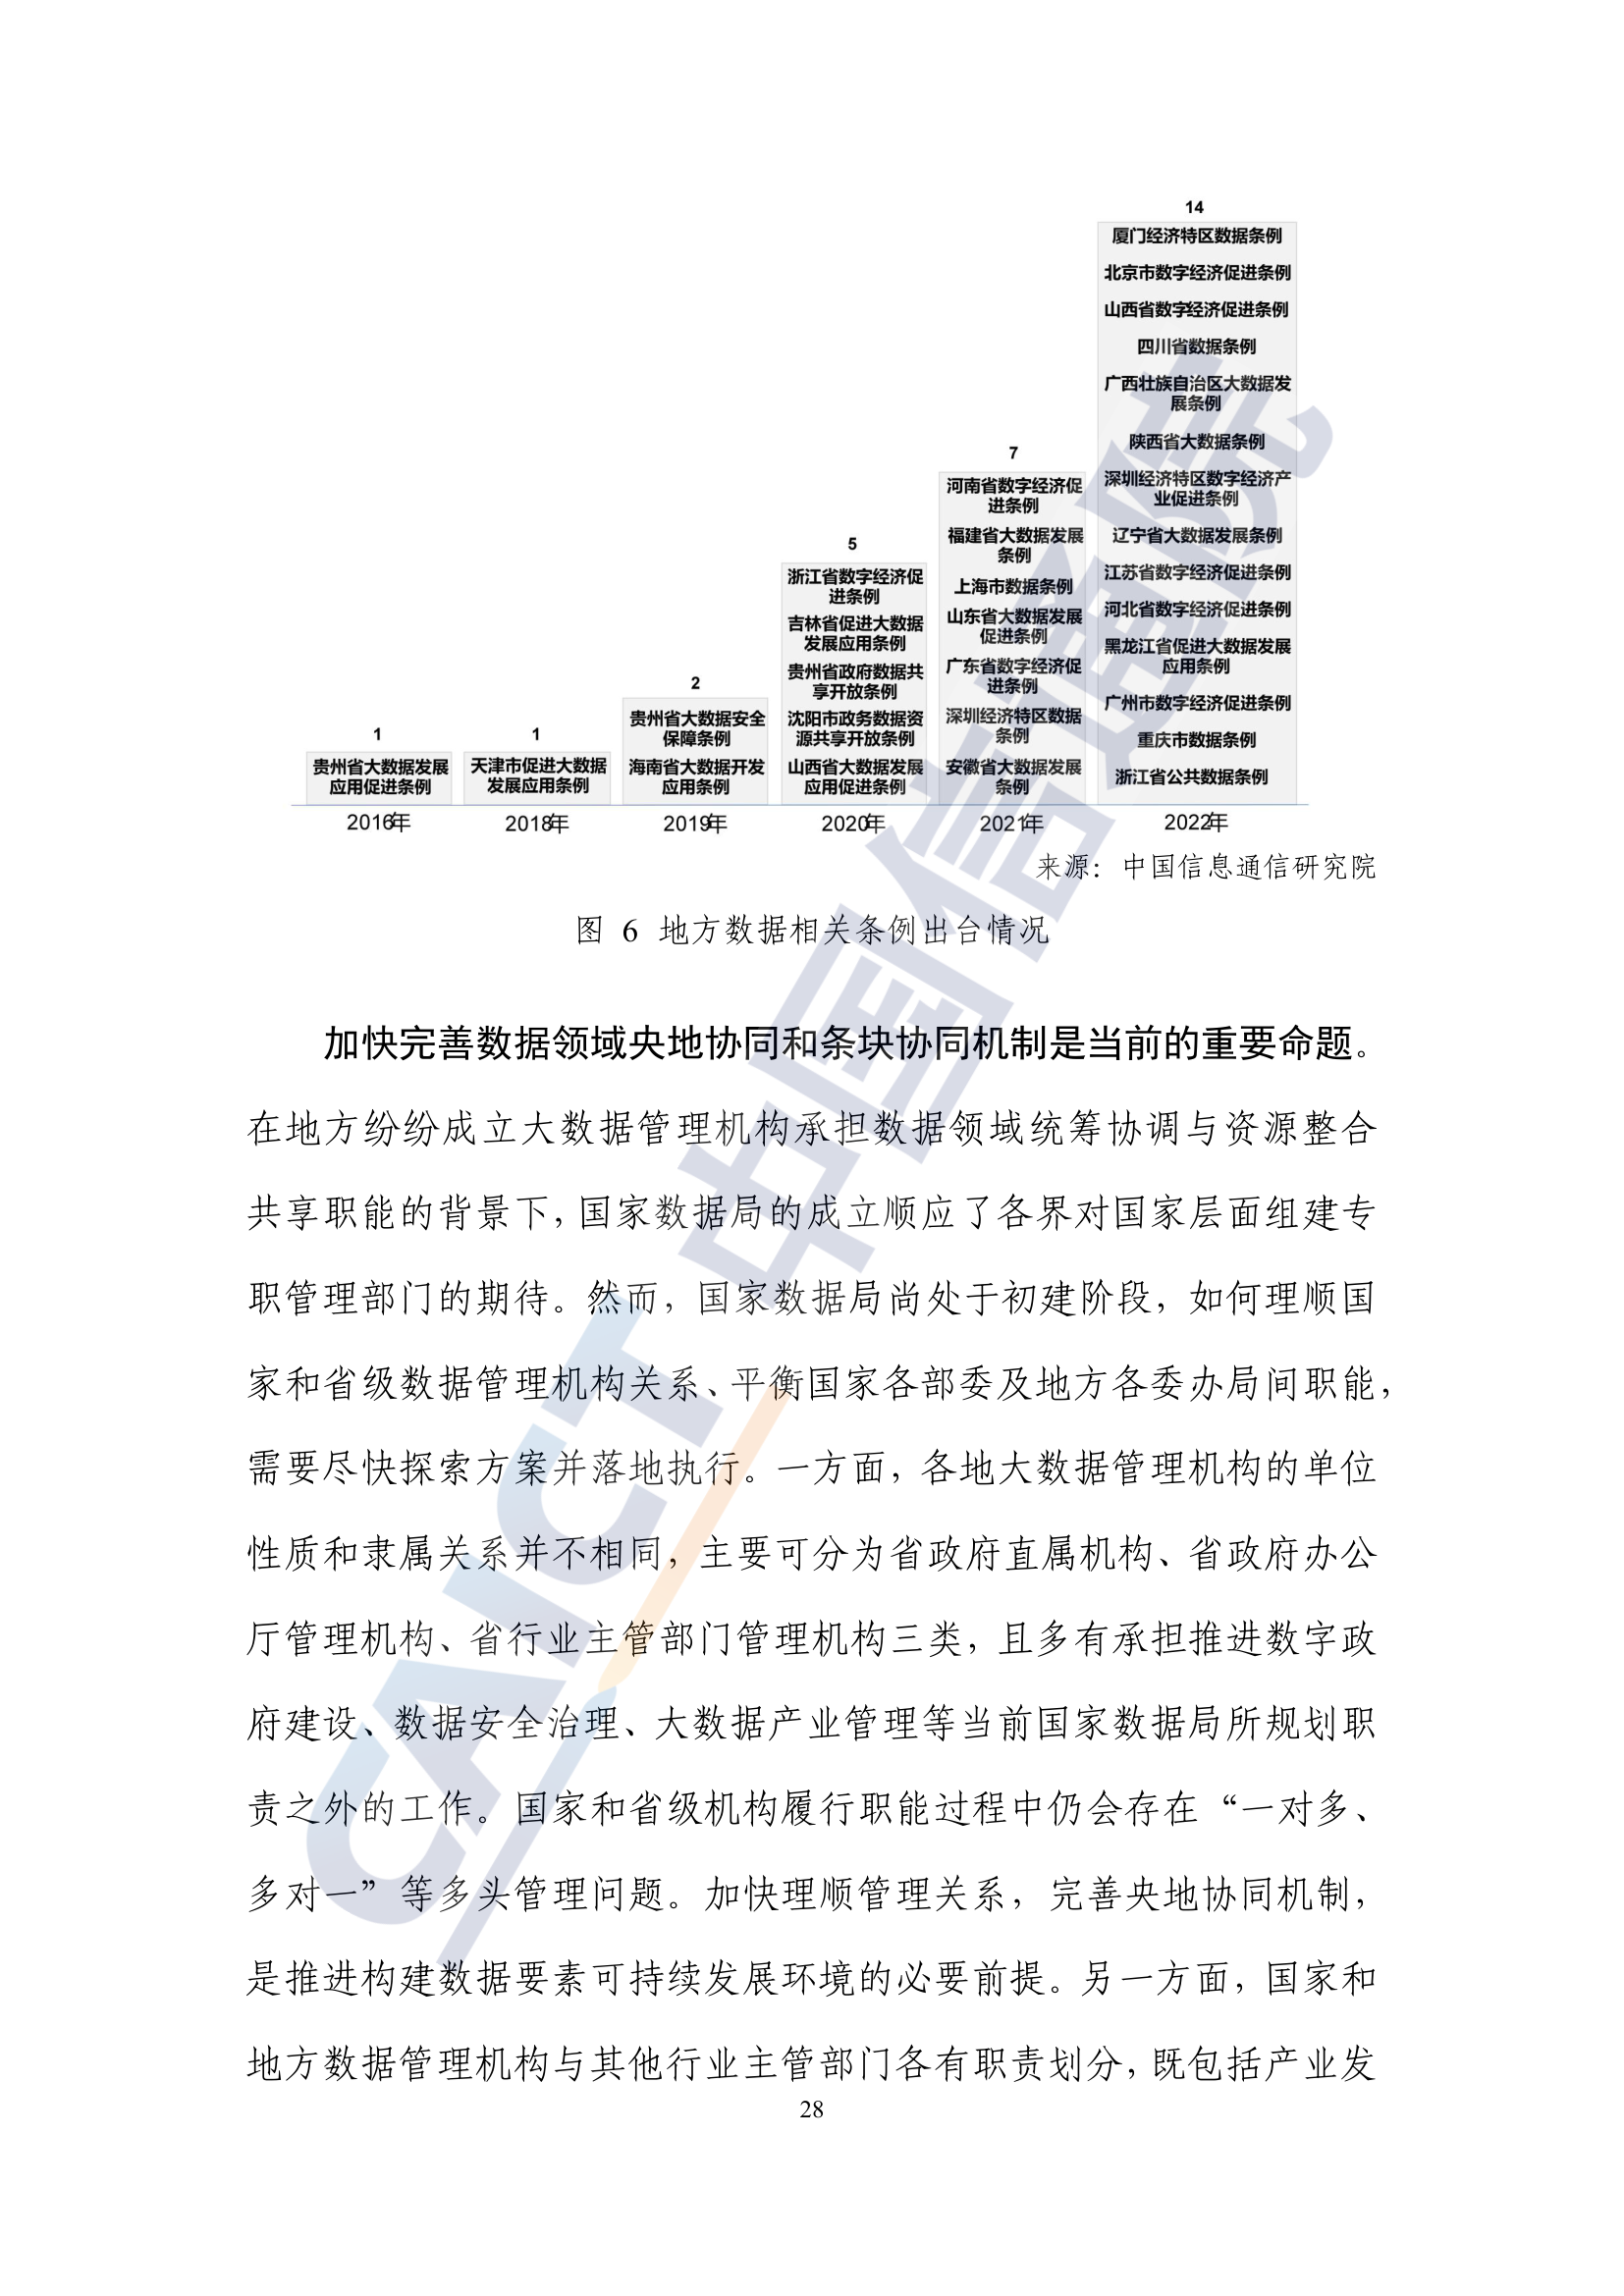 14
厦门经济特区数据条例
北京市数字经济促进条例
山西省数字经济促进条例
四川省数据条例
广西壮族自治区大数据发
展条例
陕西省大数据条例
深圳经济特区数字经济产
业促进条例
辽宁省大数据发展条例
江苏省数字经济促进条例
河北省数字经济促进条例
黑龙江省促进大数据发展
应用条例
广州市数字经济促进条例
重庆市数据条例
浙江省公共数据条例
7
河南省数字经济促
进条例
福建省大数据发展
条例
上海市数据条例
山东省大数据发展
促进条例
广东省数字经济促
进条例
深圳经济特区数据
条例
安徽省大数据发展
条例
5
浙江省数字经济促
进条例
吉林省促进大数据
发展应用条例
贵州省政府数据共
享开放条例
沈阳市政务数据资
源共享开放条例
山西省大数据发展
应用促进条例
2
贵州省大数据安全
保障条例
海南省大数据开发
应用条例
1
天津市促进大数据
发展应用条例
1
贵州省大数据发展
应用促进条例
2016年 2018年 2019年 2020年 2021年 2022年
来源：中国信息通信研究院
图 6 地方数据相关条例出台情况
加快完善数据领域央地协同和条块协同机制是当前的重要命题。
在地方纷纷成立大数据管理机构承担数据领域统筹协调与资源整合
共享职能的背景下，国家数据局的成立顺应了各界对国家层面组建专
职管理部门的期待。然而，国家数据局尚处于初建阶段，如何理顺国
家和省级数据管理机构关系、平衡国家各部委及地方各委办局间职能，
需要尽快探索方案并落地执行。一方面，各地大数据管理机构的单位
性质和隶属关系并不相同，主要可分为省政府直属机构、省政府办公
厅管理机构、省行业主管部门管理机构三类，且多有承担推进数字政
府建设、数据安全治理、大数据产业管理等当前国家数据局所规划职
责之外的工作。国家和省级机构履行职能过程中仍会存在“一对多、
多对一”等多头管理问题。加快理顺管理关系，完善央地协同机制，
是推进构建数据要素可持续发展环境的必要前提。另一方面，国家和
地方数据管理机构与其他行业主管部门各有职责划分，既包括产业发
28
CAICT 中国信通院